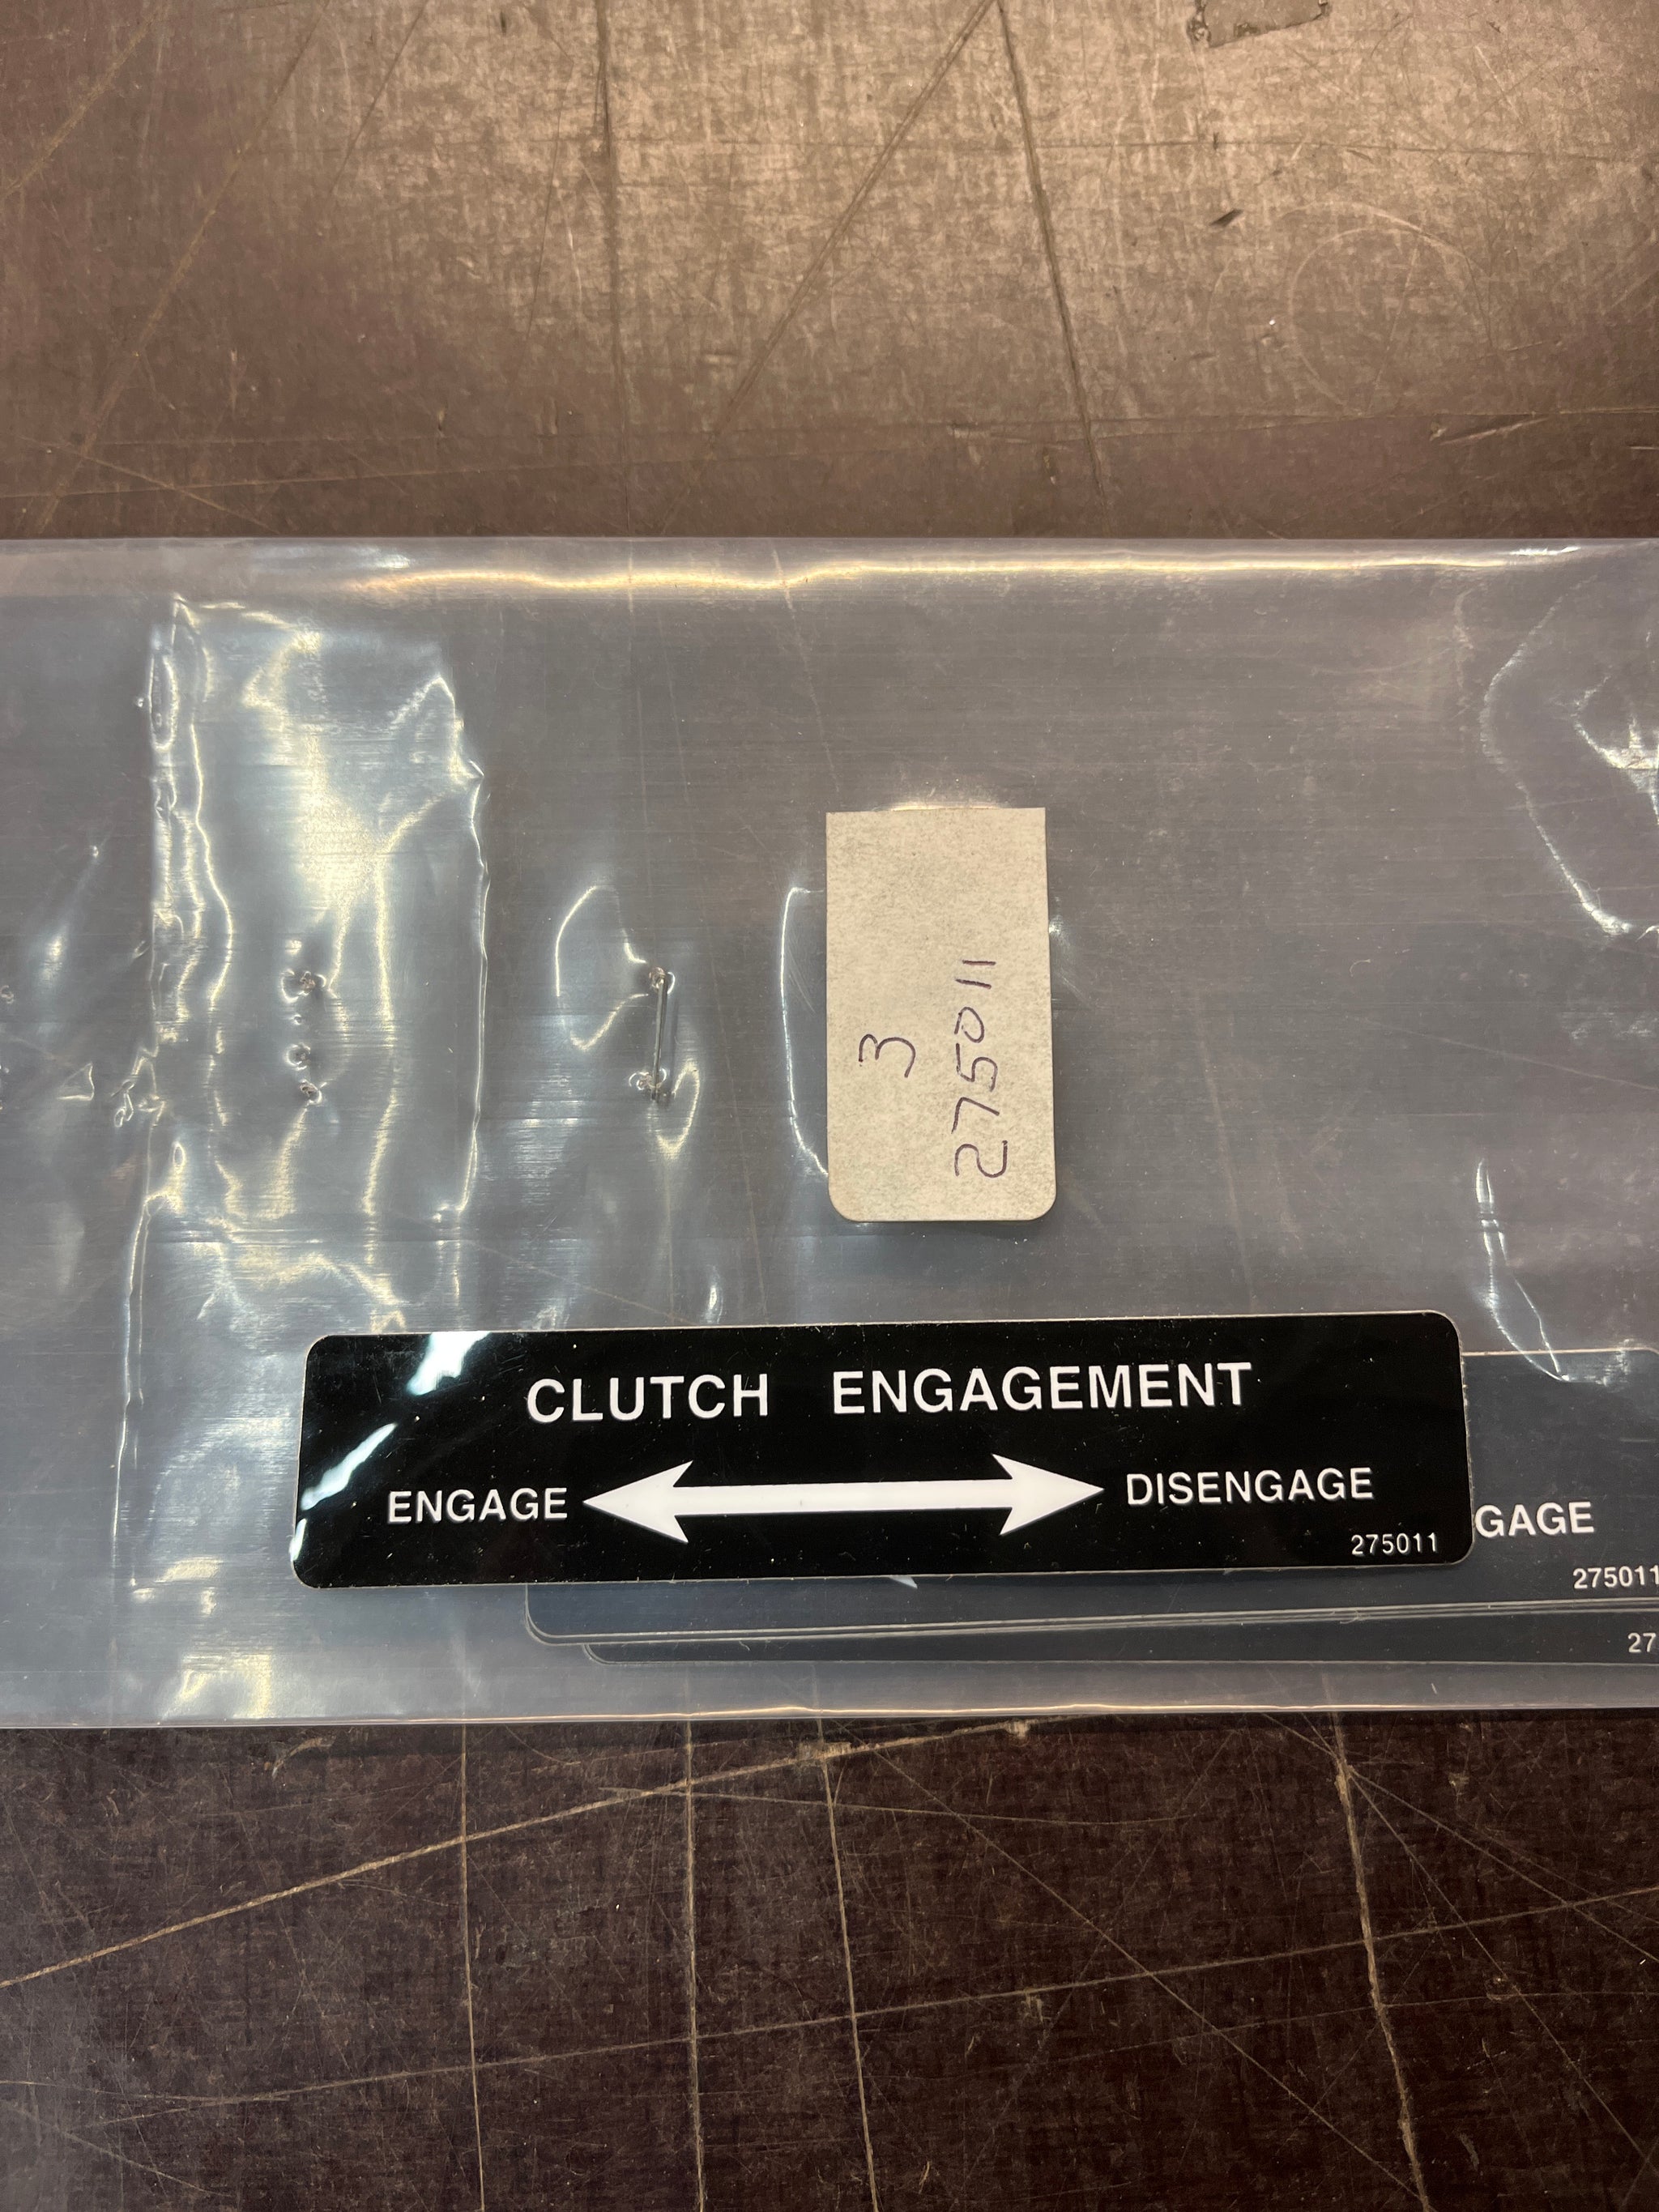 3
275011
CLUTCH ENGAGEMENT
ENGAGE DISENGAGE
275011
GAGE
275011
27